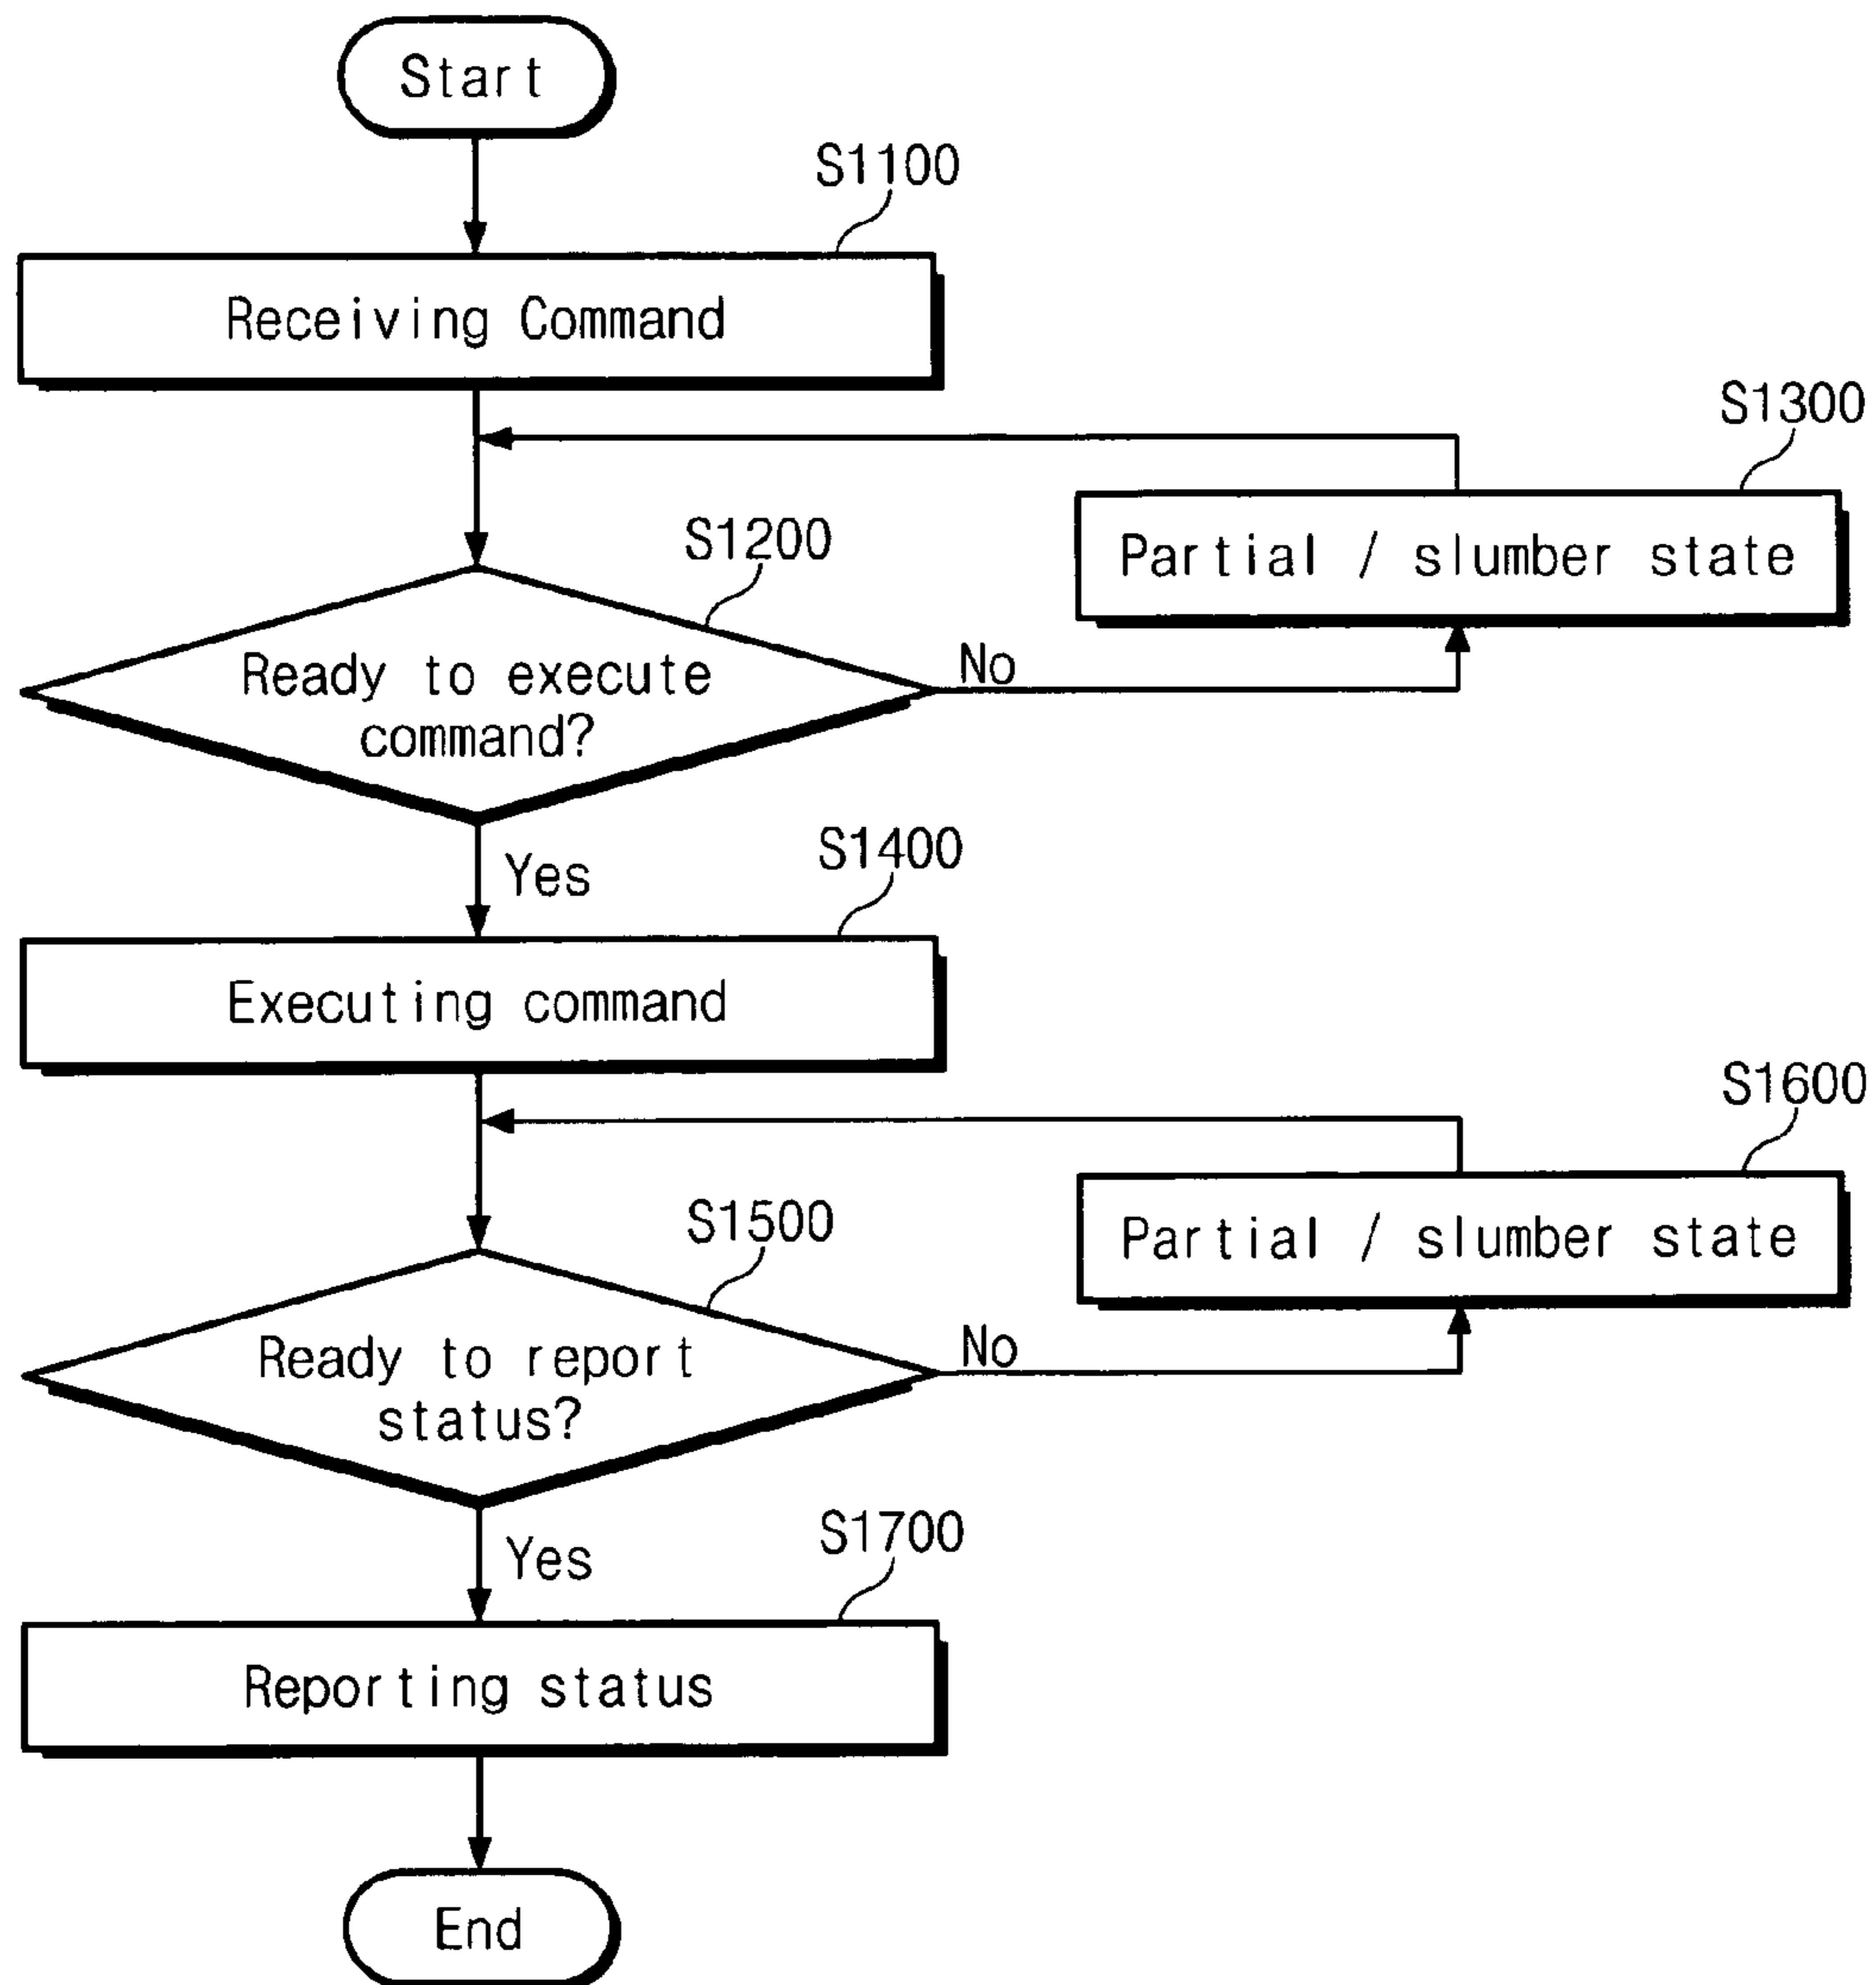 Start
S1100
Receiving Command
S1300
Partial / slumber state
S1200
Ready to execute
command?
No
Yes
S1400
Executing command
S1600
Partial / slumber state
S1500
Ready to report
status?
No
Yes
S1700
Reporting status
End